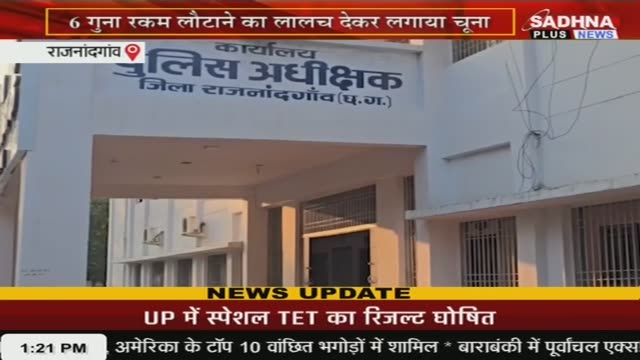 6 गुना रकम लौटाने का लालच देकर लगाया चूना
SADHNA
PLUS NEWS
राजनांदगांव
कार्यालय
पुलिस अधीक्षक
जिला राजनांदगाँव (छ.ग.)
NEWS UPDATE
UP में स्पेशल TET का रिजल्ट घोषित
1:21 PM , अमेरिका के टॉप 10 वांछित भगोड़ों में शामिल * बाराबंकी में पूर्वांचल एक्स